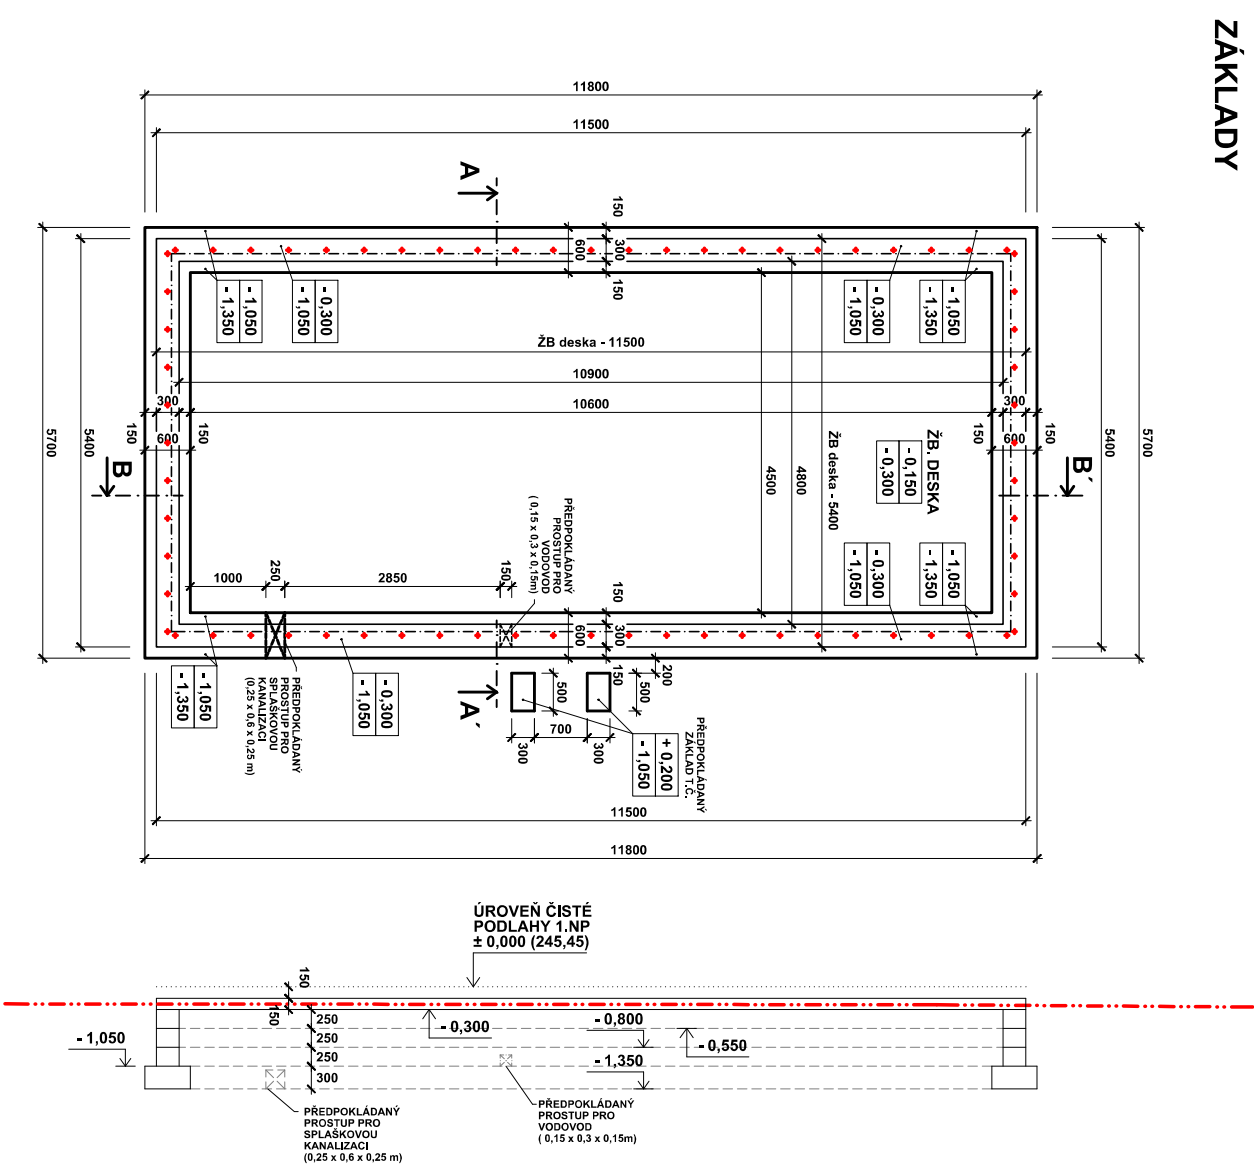 ZÁKLADY
11800
11500
A
150
300
600
150
- 1,050
- 1,350
- 0,300
- 1,050
- 0,300
- 1,050
- 1,050
- 1,350
ŽB deska - 11500
10900
10600
300
600
150
150
300
600
150
150
5700
5400
5400
5700
B
B´
4500
4800
ŽB deska - 5400
ŽB. DESKA
- 0,150
- 0,300
PŘEDPOKLÁDANÝ
PROSTUP PRO
VODOVOD
( 0,15 x 0,3 x 0,15m)
- 0,300
- 1,050
- 1,050
- 1,350
1000
250
2850
150
150
300
600
150
200
- 1,050
- 1,350
PŘEDPOKLÁDANÝ
PROSTUP PRO
SPLAŠKOVOU
KANALIZACI
(0,25 x 0,6 x 0,25 m)
- 0,300
- 1,050
A´
500
500
300
700
300
PŘEDPOKLÁDANÝ
ZÁKLAD T.Č.
+ 0,200
- 1,050
11500
11800
ÚROVEŇ ČISTÉ
PODLAHY 1.NP
± 0,000 (245,45)
150
150
250
250
250
300
- 1,050
- 0,300
- 0,800
- 0,550
- 1,350
PŘEDPOKLÁDANÝ
PROSTUP PRO
SPLAŠKOVOU
KANALIZACI
(0,25 x 0,6 x 0,25 m)
PŘEDPOKLÁDANÝ
PROSTUP PRO
VODOVOD
( 0,15 x 0,3 x 0,15m)